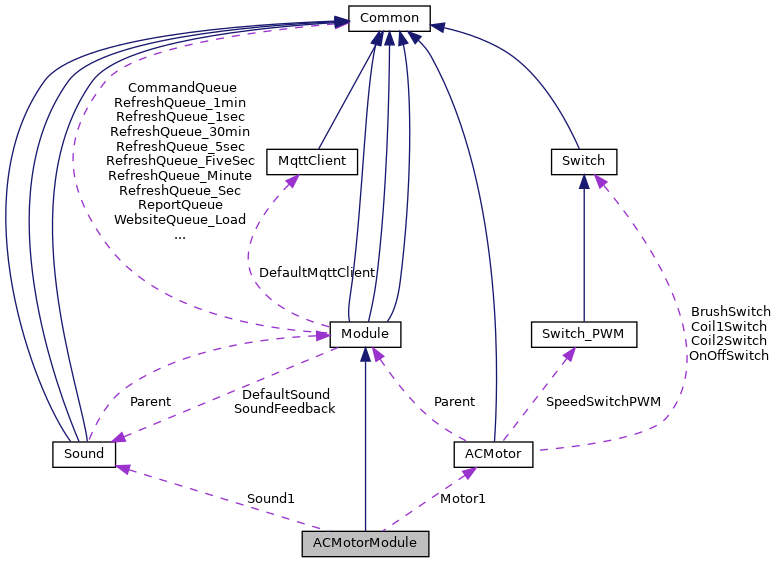 Common
CommandQueue
RefreshQueue_1min
RefreshQueue_1sec
RefreshQueue_30min
RefreshQueue_5sec
RefreshQueue_FiveSec
RefreshQueue_Minute
RefreshQueue_Sec
ReportQueue
WebsiteQueue_Load
...
MqttClient
Switch
DefaultMqttClient
BrushSwitch
Coil1Switch
Coil2Switch
OnOffSwitch
Module
Switch_PWM
Parent
DefaultSound
SoundFeedback
Parent
SpeedSwitchPWM
Sound
ACMotor
Sound1
Motor1
ACMotorModule